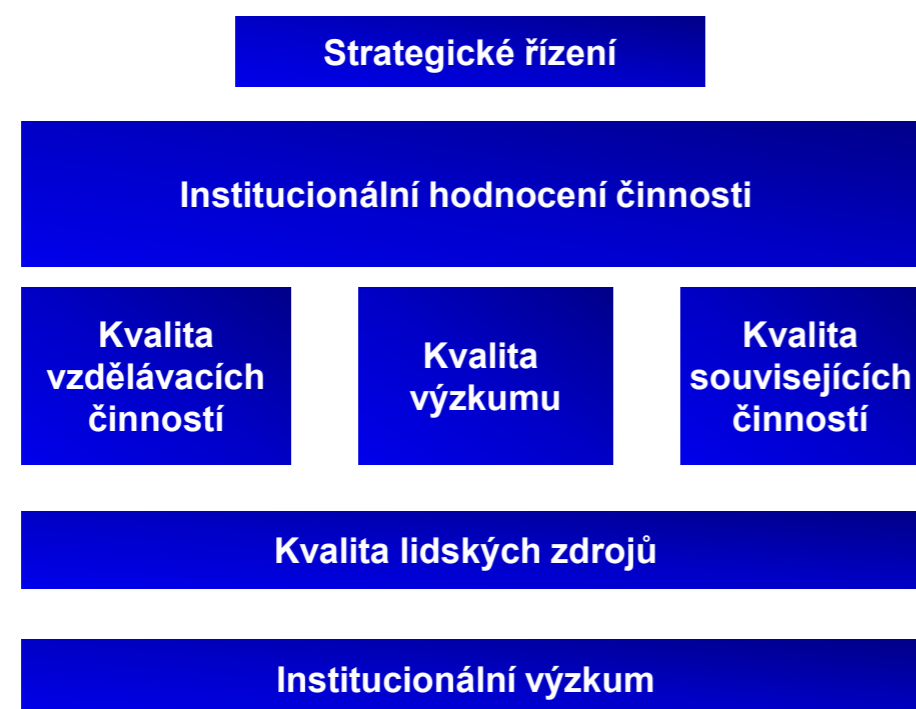 Strategické řízení
Institucionální hodnocení činnosti
Kvalita
vzdělávacích
činností
Kvalita
výzkumu
Kvalita
souvisejících
činností
Kvalita lidských zdrojů
Institucionální výzkum